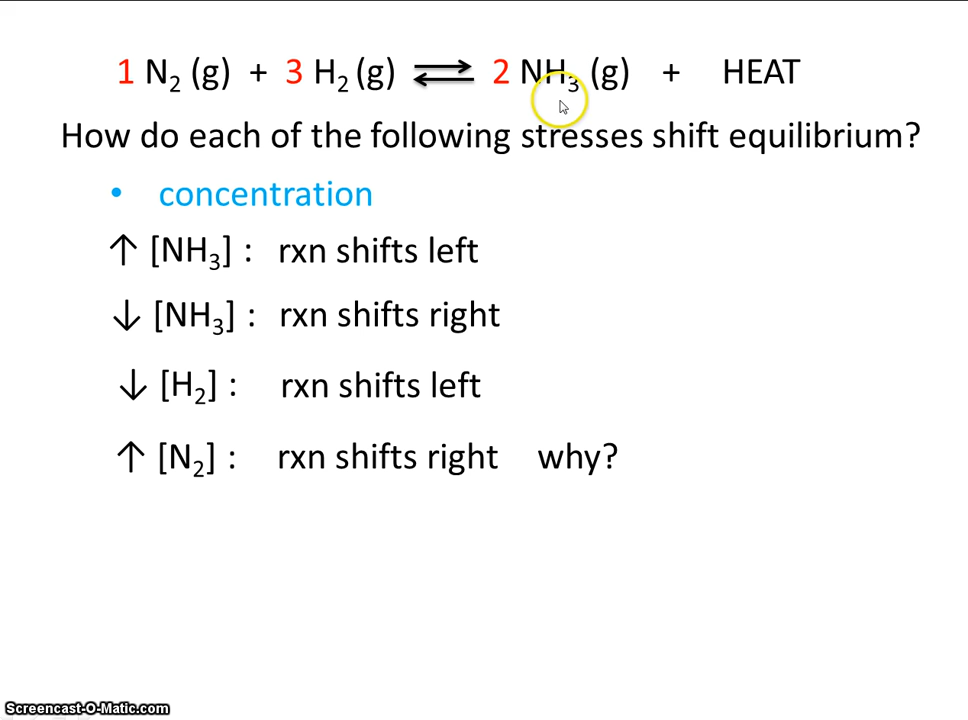 1 N₂ (g) + 3 H₂ (g) ⇌ 2 NH₃ (g) + HEAT
How do each of the following stresses shift equilibrium?
• concentration
↑ [NH₃] : rxn shifts left
↓ [NH₃] : rxn shifts right
↓ [H₂] : rxn shifts left
↑ [N₂] : rxn shifts right why?
Screencast-O-Matic.com